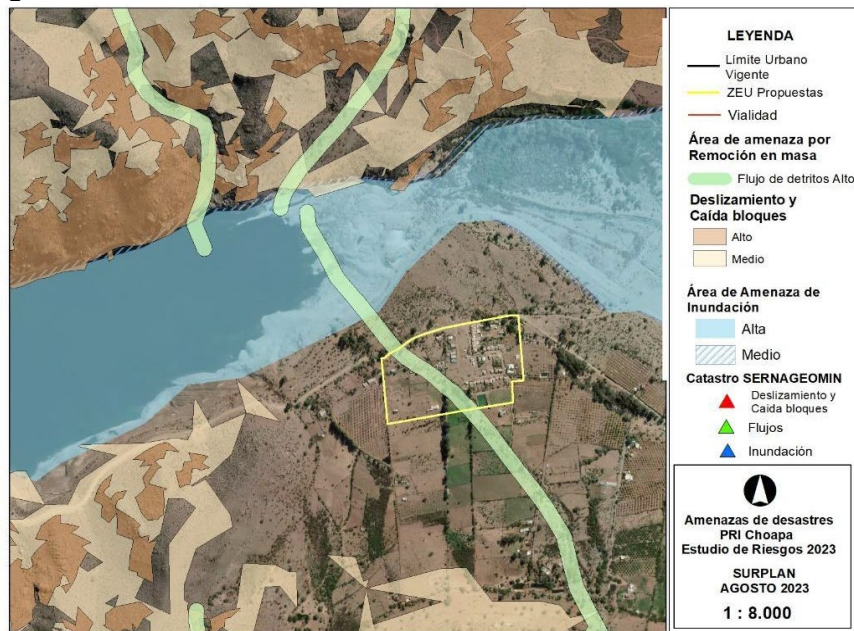 LEYENDA
Límite Urbano
Vigente
ZEU Propuestas
Vialidad
Área de amenaza por
Remoción en masa
Flujo de detritos Alto
Deslizamiento y
Caída bloques
Alto
Medio
Área de Amenaza de
Inundación
Alta
Medio
Catastro SERNAGEOMIN
Deslizamiento y
Caida bloques
Flujos
Inundación
Amenazas de desastres
PRI Choapa
Estudio de Riesgos 2023
SURPLAN
AGOSTO 2023
1 : 8.000